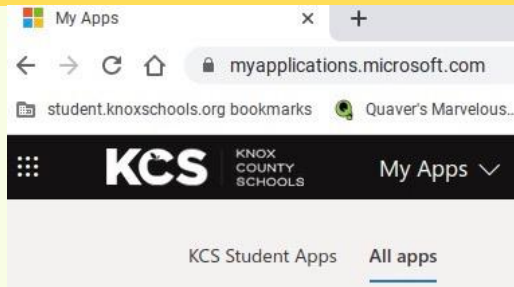 My Apps
myapplications.microsoft.com
student.knoxschools.org bookmarks Quaver's Marvelous...
KCS KNOX COUNTY SCHOOLS My Apps
KCS Student Apps All apps